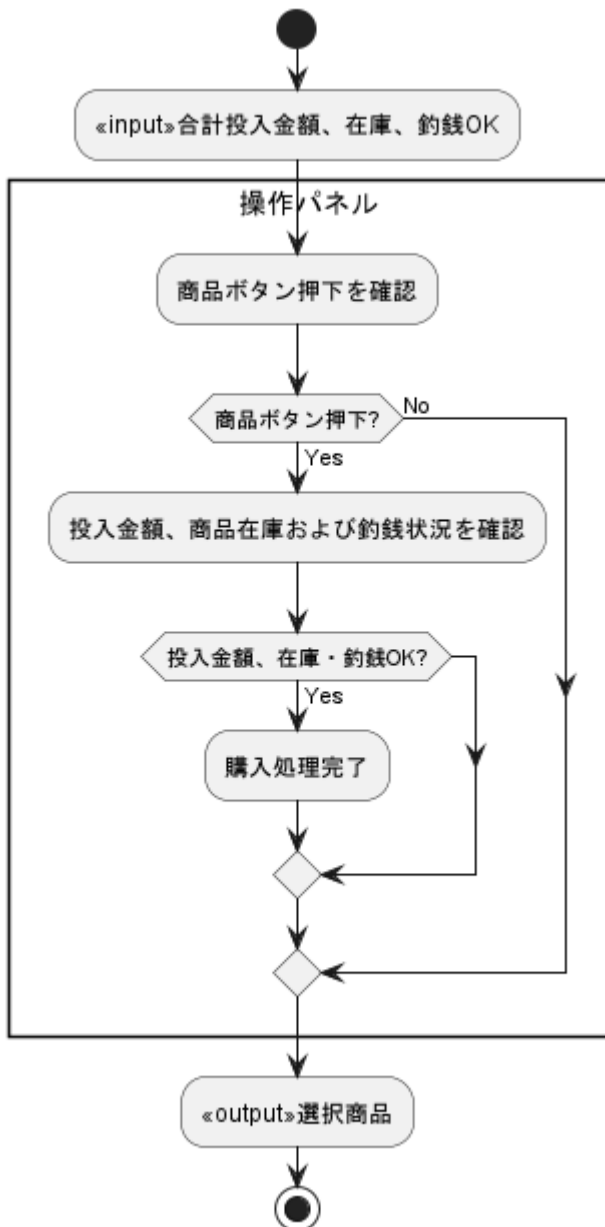 «input»合計投入金額、在庫、釣銭OK
操作パネル
商品ボタン押下を確認
商品ボタン押下?
No
Yes
投入金額、商品在庫および釣銭状況を確認
投入金額、在庫・釣銭OK?
Yes
購入処理完了
«output»選択商品